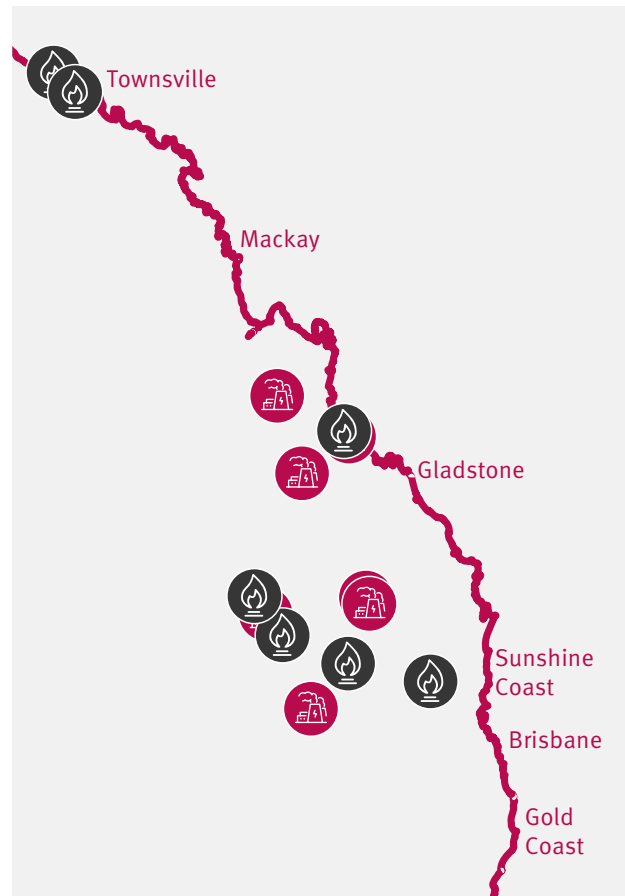 Townsville
Mackay
Gladstone
Sunshine
Coast
Brisbane
Gold
Coast